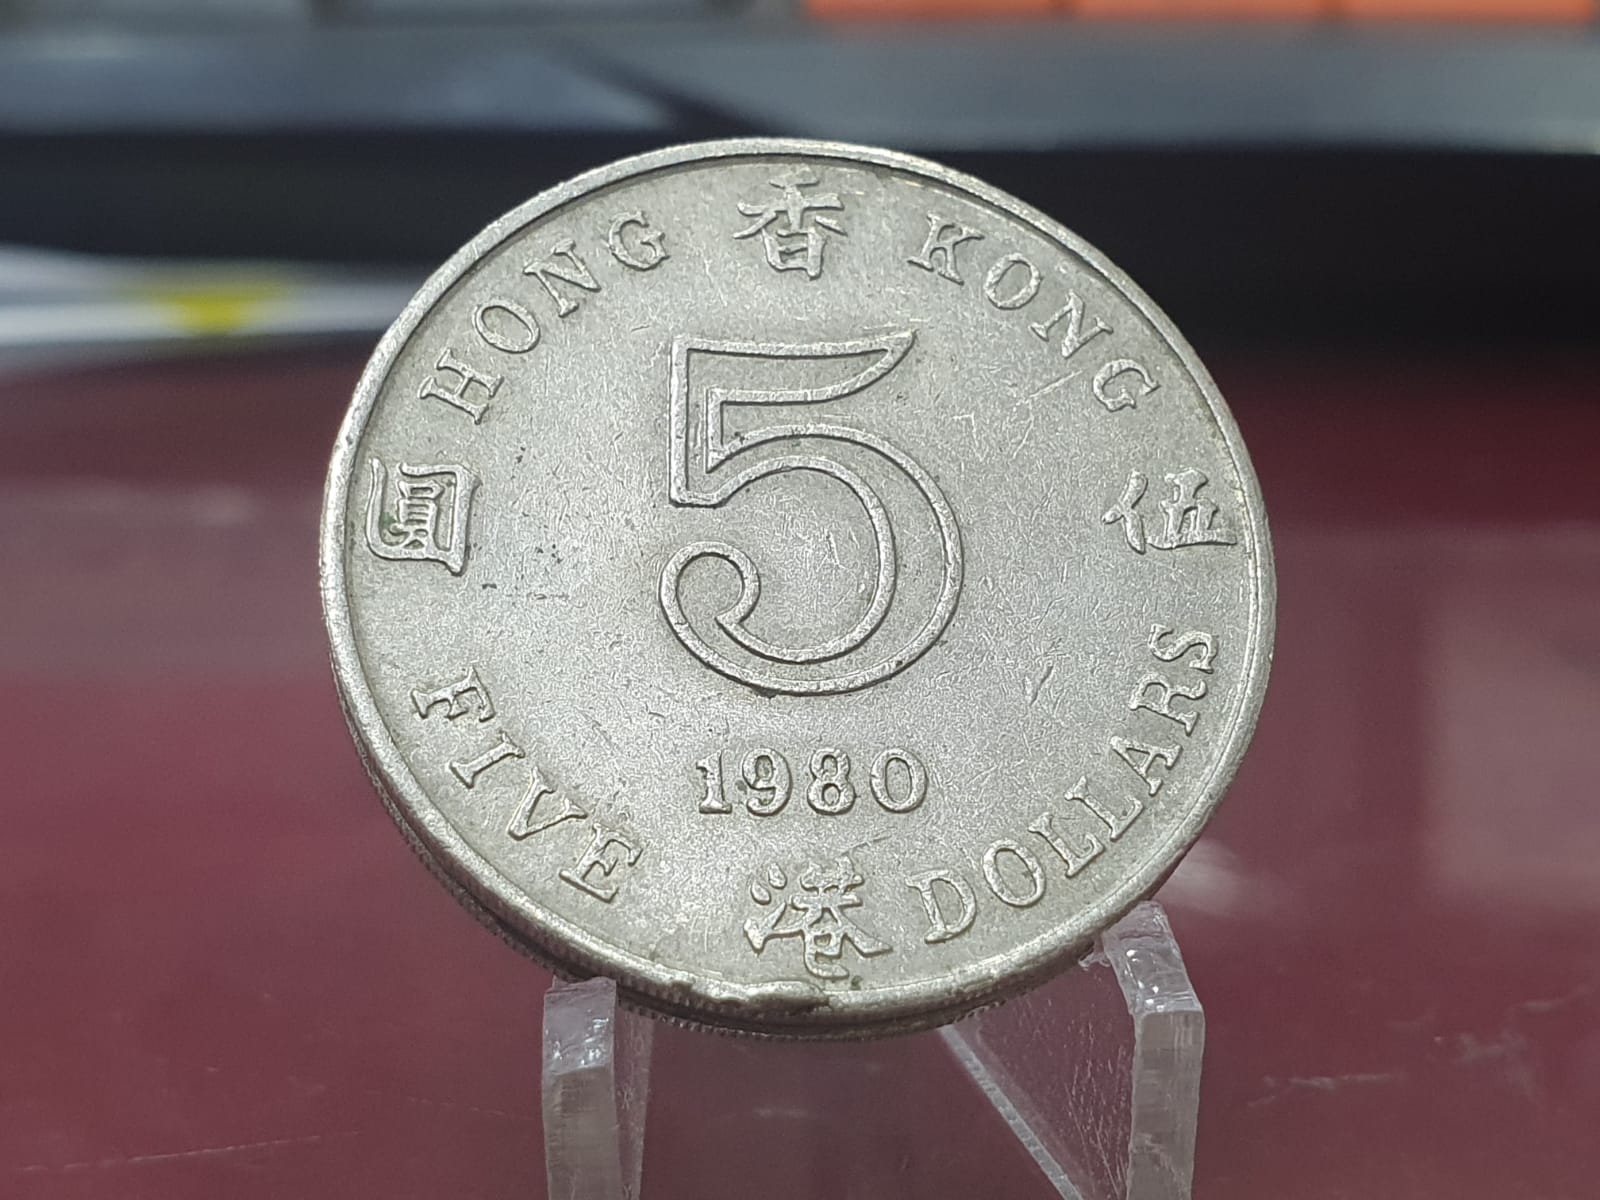 HONG 香 KONG
圓 伍
5
1980
FIVE 港 DOLLARS